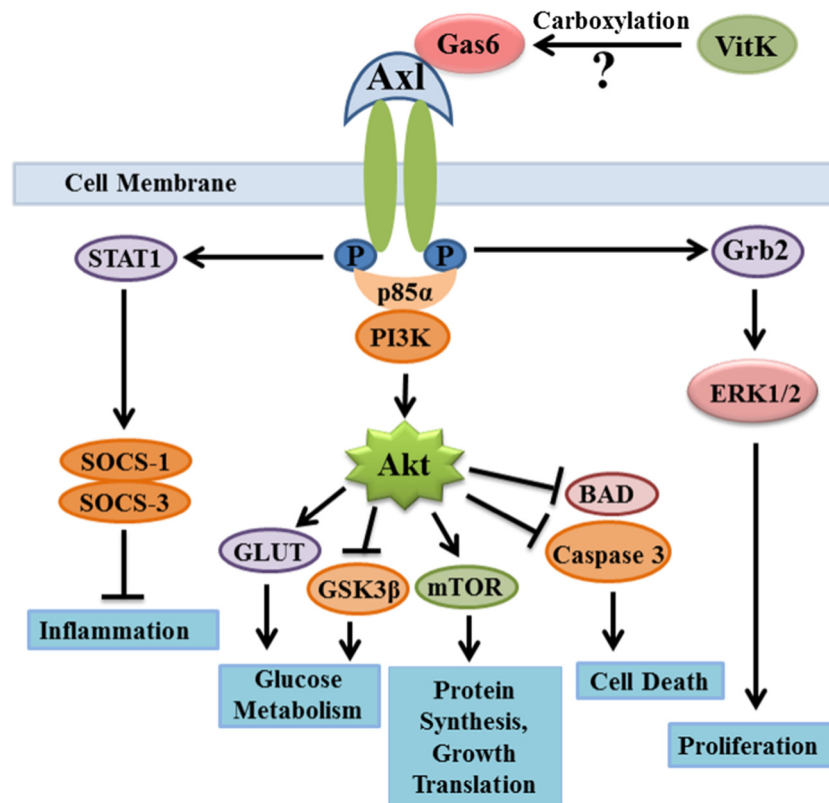 Carboxylation
Gas6
VitK
?
Axl
Cell Membrane
STAT1
P
P
Grb2
p85α
PI3K
ERK1/2
SOCS-1
SOCS-3
Akt
BAD
Caspase 3
GLUT
GSK3β
mTOR
Inflammation
Glucose
Metabolism
Protein
Synthesis,
Growth
Translation
Cell Death
Proliferation